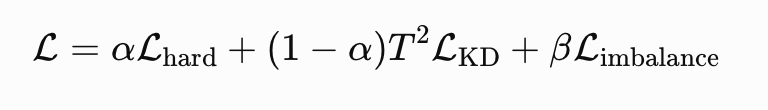 ℒ = αℒ_hard + (1 − α)T²ℒ_KD + βℒ_imbalance